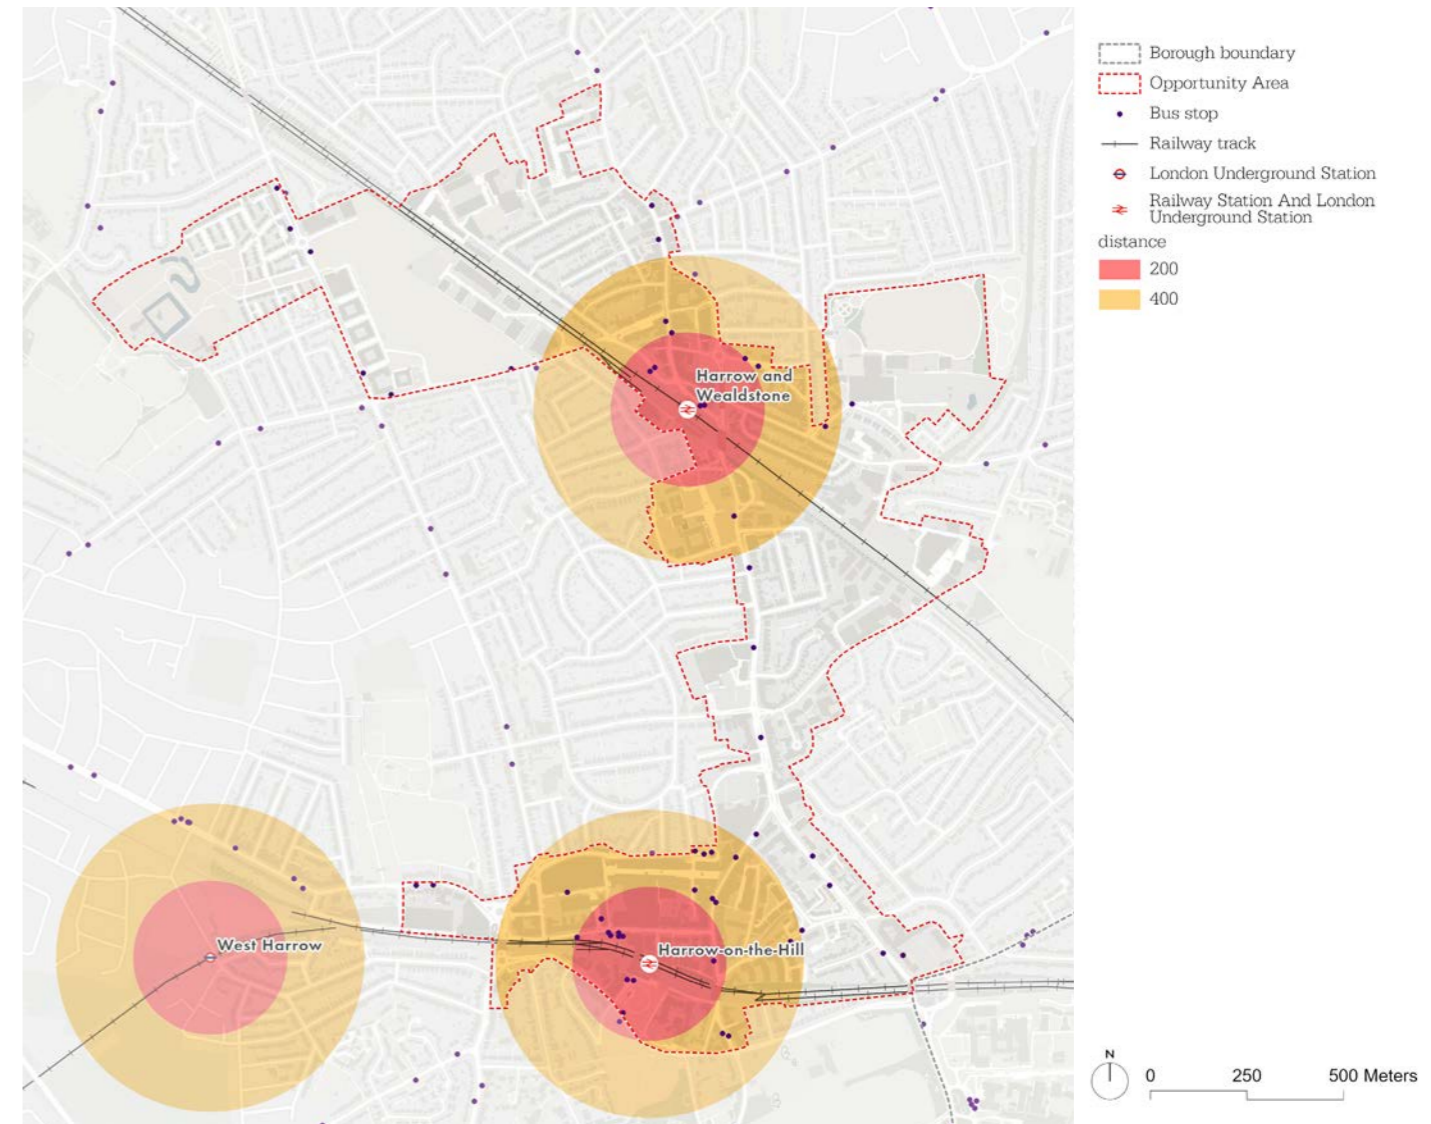 Borough boundary
Opportunity Area
Bus stop
Railway track
London Underground Station
Railway Station And London
Underground Station
distance
200
400
Harrow and
Wealdstone
West Harrow
Harrow-on-the-Hill
N
0 250 500 Meters